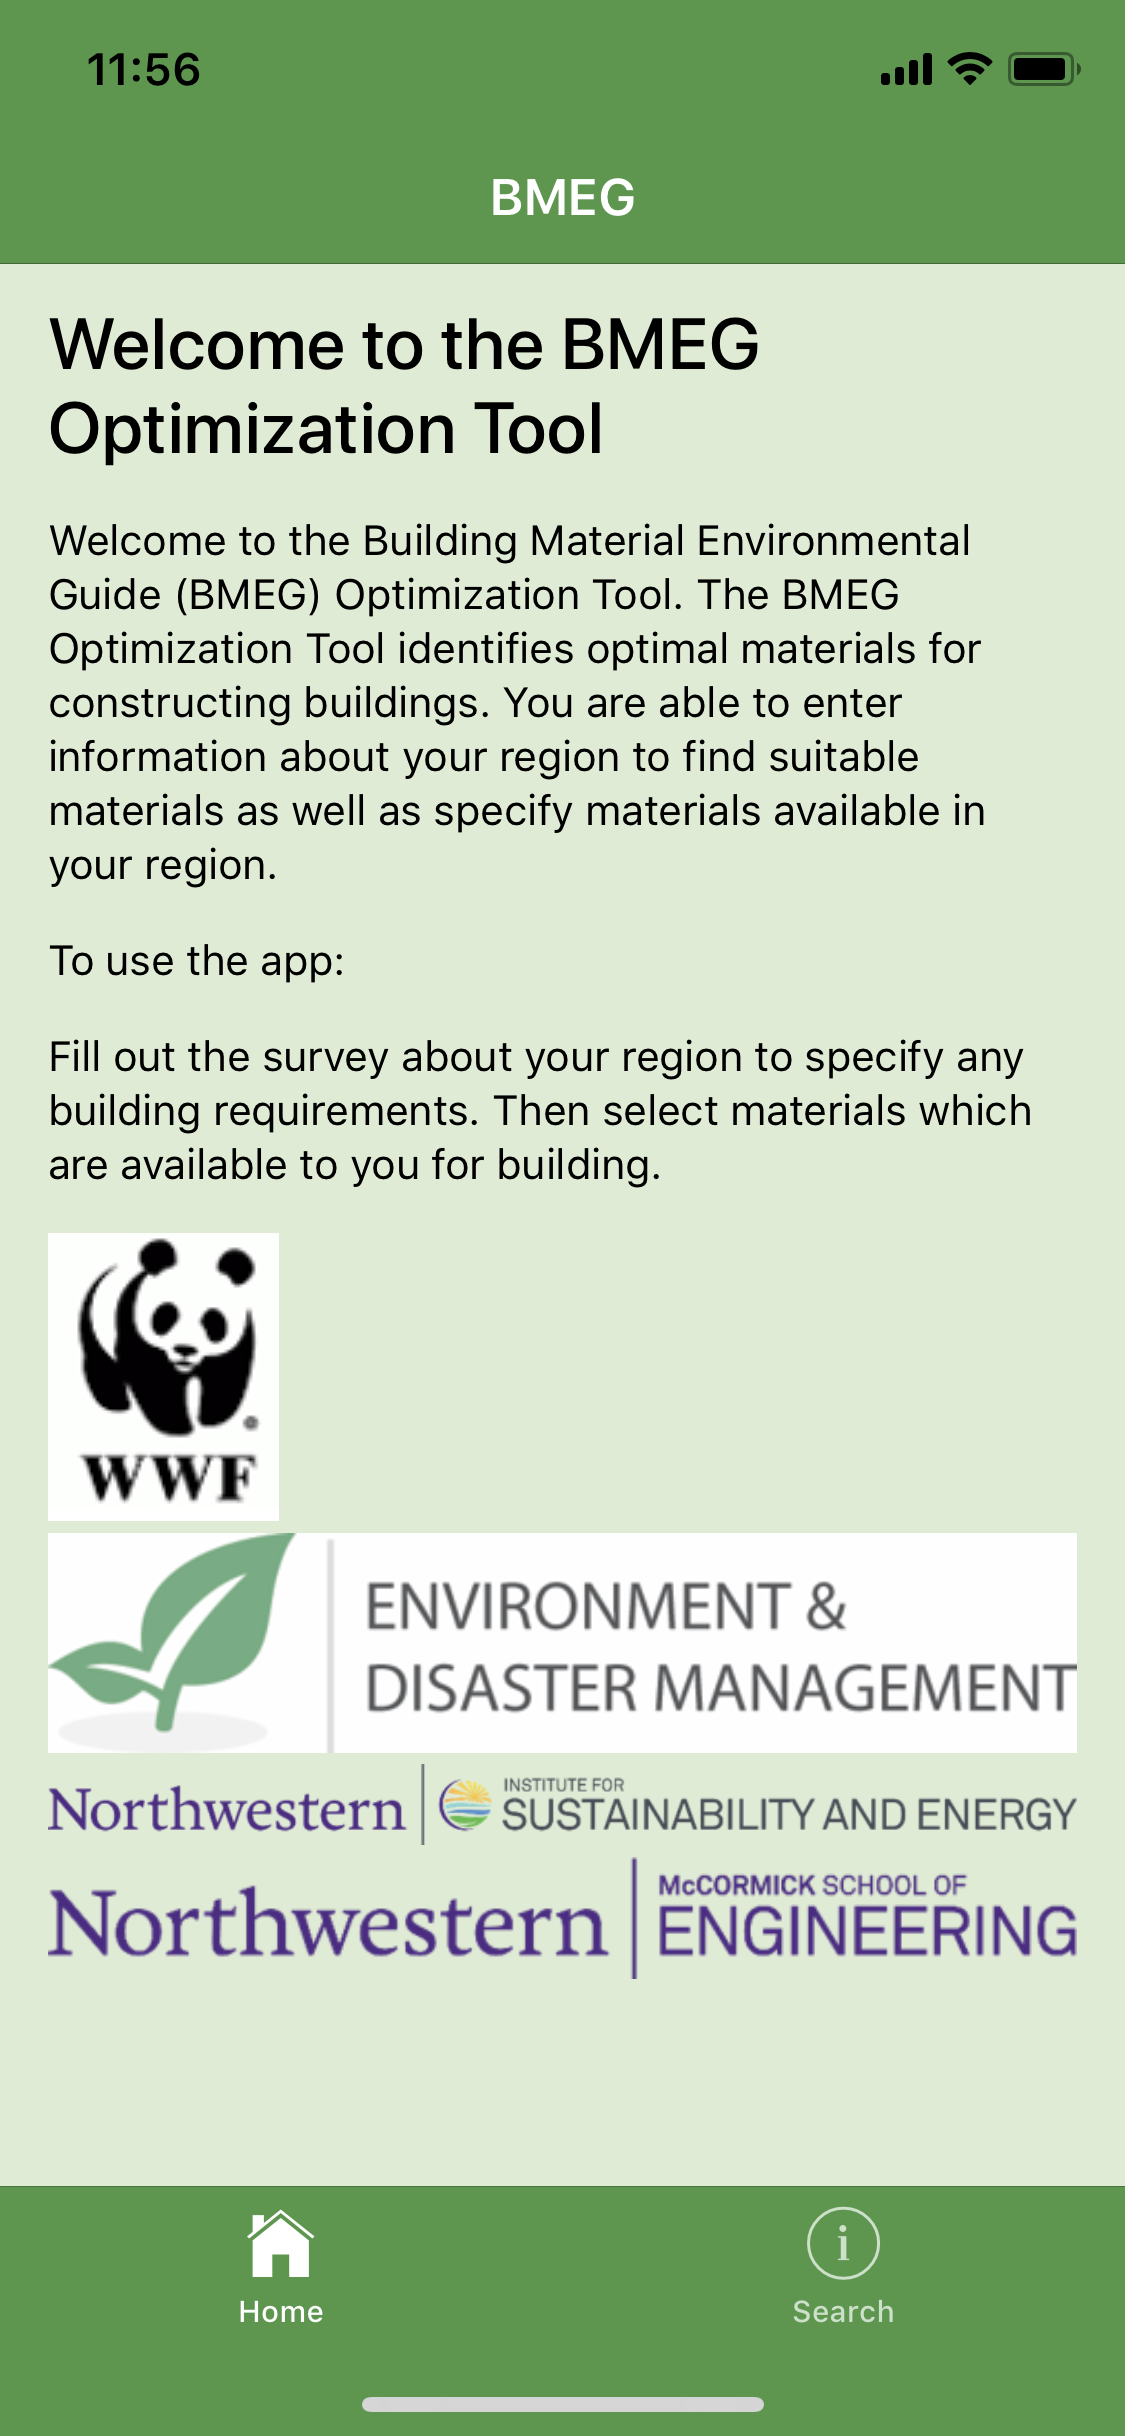 11:56
BMEG
Welcome to the BMEG
Optimization Tool
Welcome to the Building Material Environmental
Guide (BMEG) Optimization Tool. The BMEG
Optimization Tool identifies optimal materials for
constructing buildings. You are able to enter
information about your region to find suitable
materials as well as specify materials available in
your region.
To use the app:
Fill out the survey about your region to specify any
building requirements. Then select materials which
are available to you for building.
WWF
ENVIRONMENT &
DISASTER MANAGEMENT
Northwestern
INSTITUTE FOR
SUSTAINABILITY AND ENERGY
Northwestern
McCORMICK SCHOOL OF
ENGINEERING
Home
Search